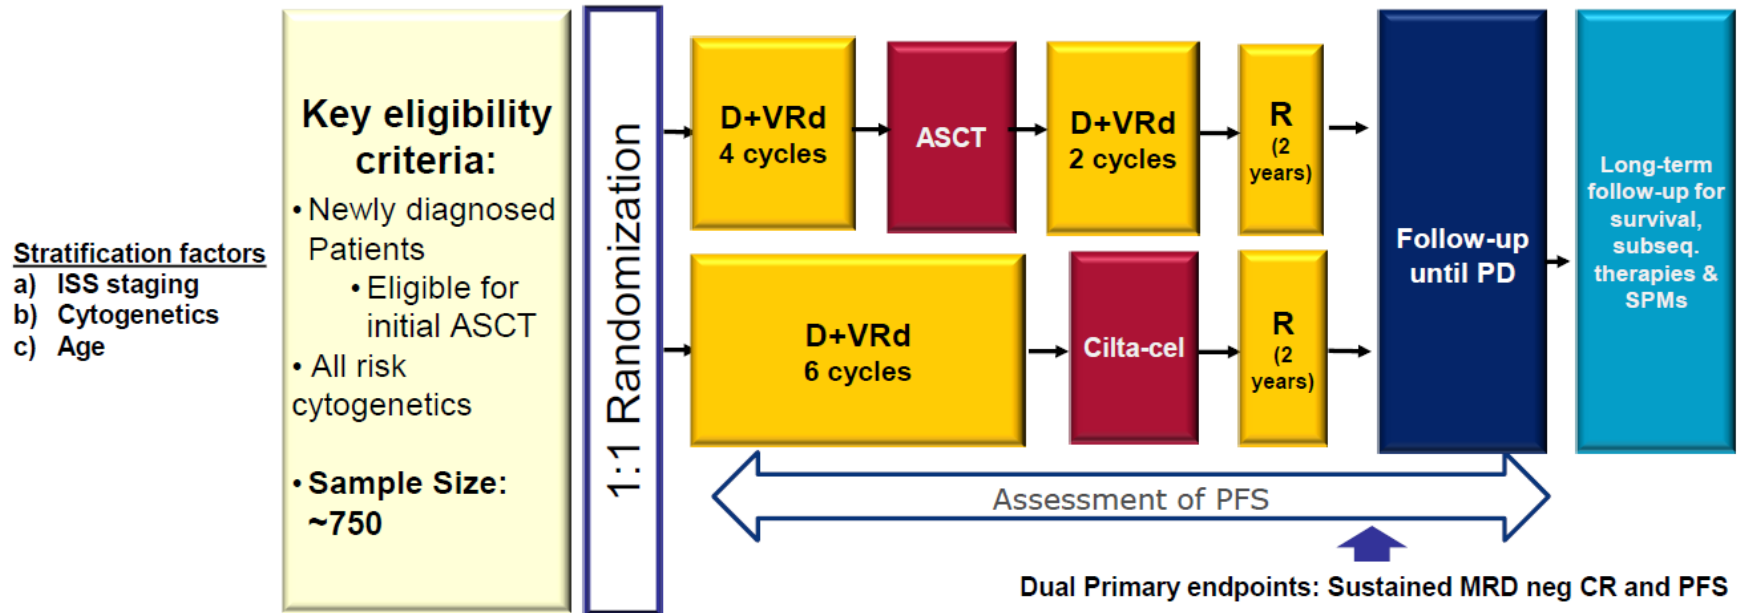 Stratification factors
a) ISS staging
b) Cytogenetics
c) Age
Key eligibility
criteria:
• Newly diagnosed
Patients
• Eligible for
initial ASCT
• All risk
cytogenetics
• Sample Size:
~750
1:1 Randomization
D+VRd
4 cycles
ASCT
D+VRd
2 cycles
R
(2
years)
D+VRd
6 cycles
Cilta-cel
R
(2
years)
Follow-up
until PD
Long-term
follow-up for
survival,
subseq.
therapies &
SPMs
Assessment of PFS
Dual Primary endpoints: Sustained MRD neg CR and PFS